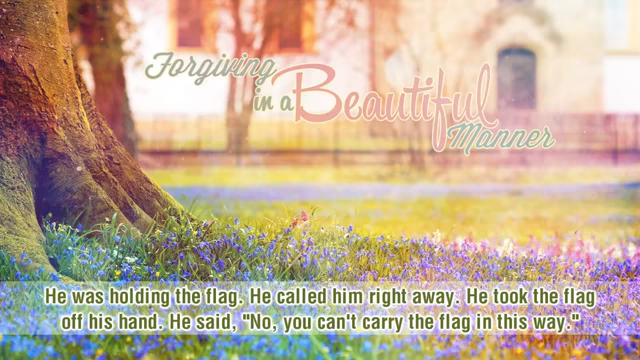 Forgiving
in a Beautiful
Manner
He was holding the flag. He called him right away. He took the flag
off his hand. He said, "No, you can't carry the flag in this way."